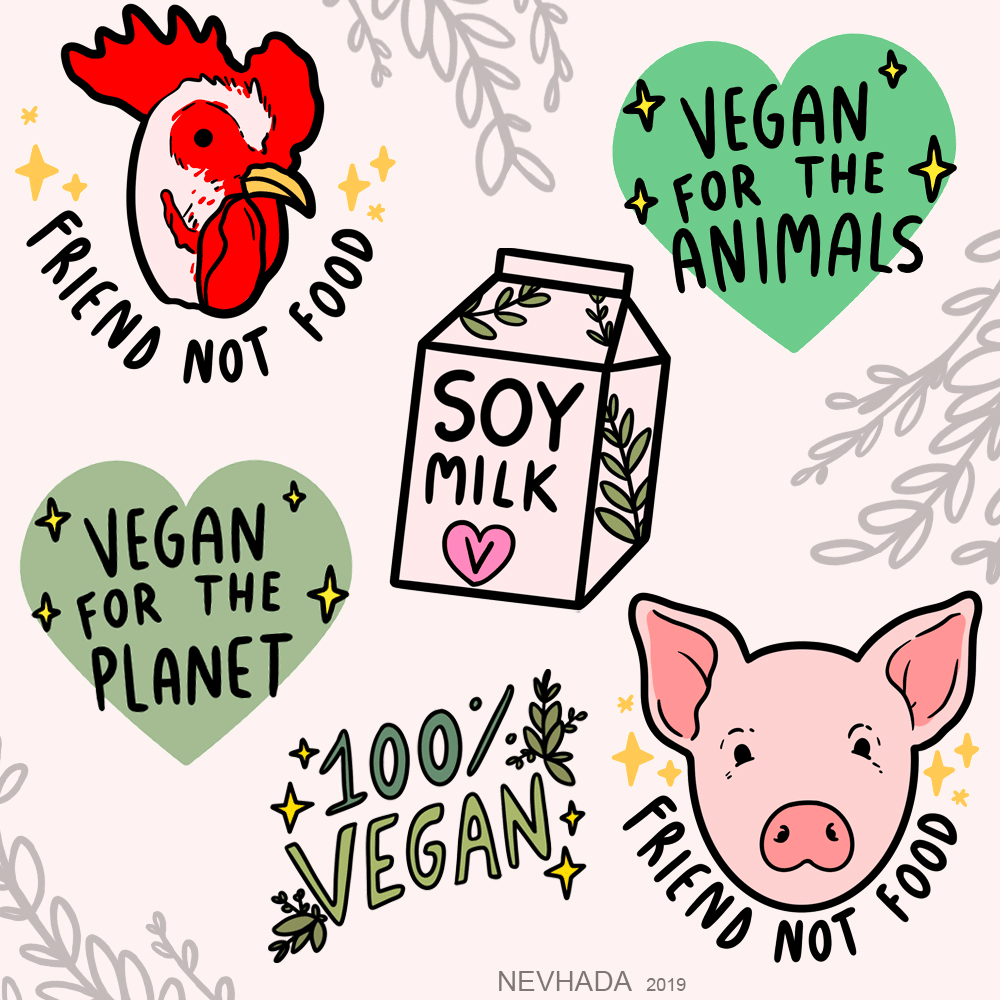 FRIEND NOT FOOD
VEGAN
FOR THE
ANIMALS
SOY
MILK
V
VEGAN
FOR THE
PLANET
100%
VEGAN
FRIEND NOT FOOD
NEVHADA 2019